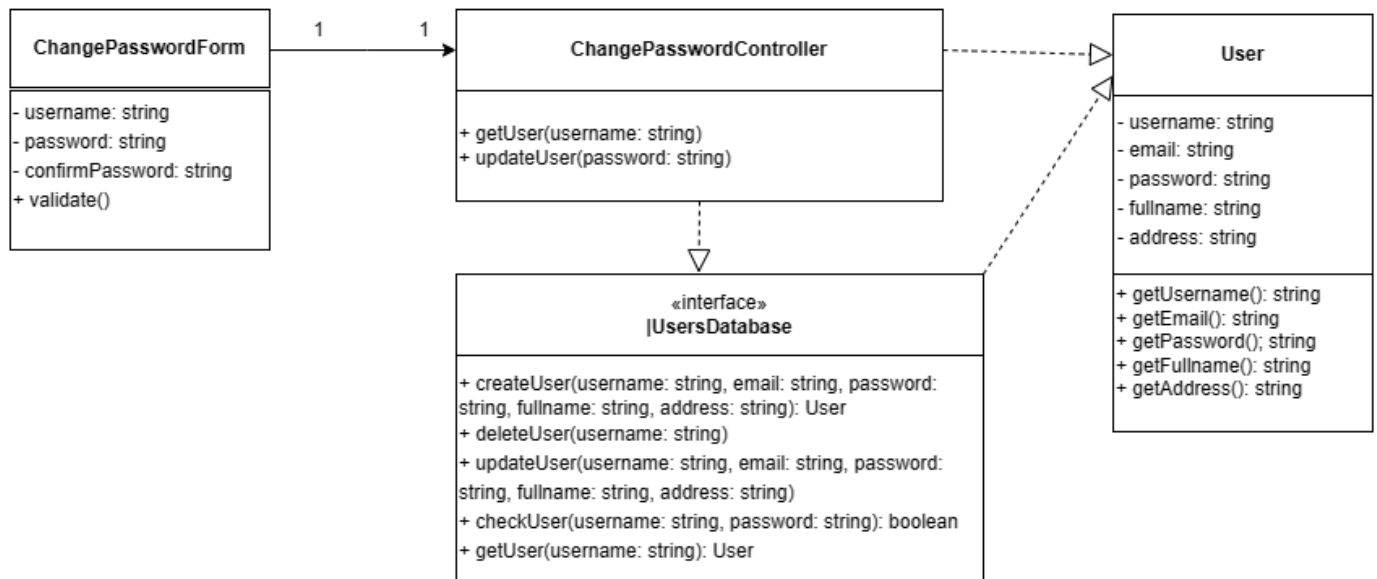 ChangePasswordForm
- username: string
- password: string
- confirmPassword: string
+ validate()
1
1
ChangePasswordController
+ getUser(username: string)
+ updateUser(password: string)
«interface»
|UsersDatabase
+ createUser(username: string, email: string, password:
string, fullname: string, address: string): User
+ deleteUser(username: string)
+ updateUser(username: string, email: string, password:
string, fullname: string, address: string)
+ checkUser(username: string, password: string): boolean
+ getUser(username: string): User
User
- username: string
- email: string
- password: string
- fullname: string
- address: string
+ getUsername(): string
+ getEmail(): string
+ getPassword(); string
+ getFullname(): string
+ getAddress(): string